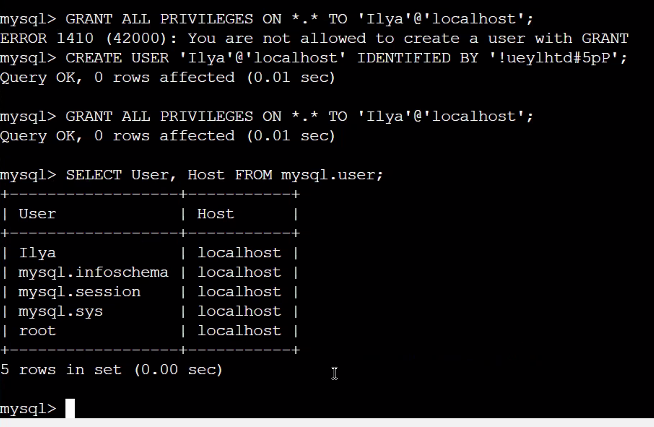 mysql> GRANT ALL PRIVILEGES ON *.* TO 'Ilya'@'localhost';
ERROR 1410 (42000): You are not allowed to create a user with GRANT
mysql> CREATE USER 'Ilya'@'localhost' IDENTIFIED BY '!ueylhtd#5pP';
Query OK, 0 rows affected (0.01 sec)
mysql> GRANT ALL PRIVILEGES ON *.* TO 'Ilya'@'localhost';
Query OK, 0 rows affected (0.01 sec)
mysql> SELECT User, Host FROM mysql.user;
+------------------+-----------+
| User             | Host      |
+------------------+-----------+
| Ilya             | localhost |
| mysql.infoschema | localhost |
| mysql.session    | localhost |
| mysql.sys        | localhost |
| root             | localhost |
+------------------+-----------+
5 rows in set (0.00 sec)
mysql>